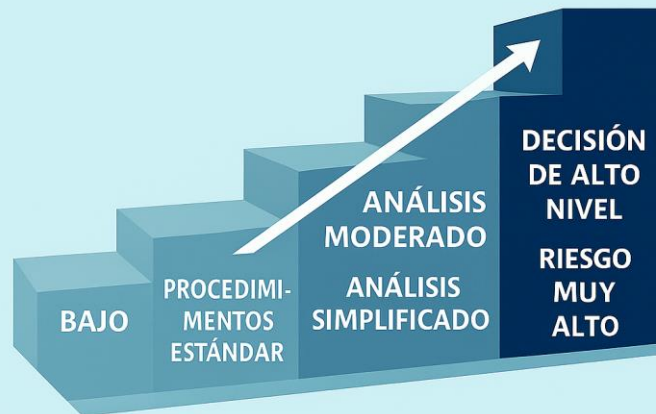 BAJO
PROCEDIMI-
MENTOS
ESTÁNDAR
ANÁLISIS
MODERADO
ANÁLISIS
SIMPLIFICADO
DECISIÓN
DE ALTO
NIVEL
RIESGO
MUY
ALTO